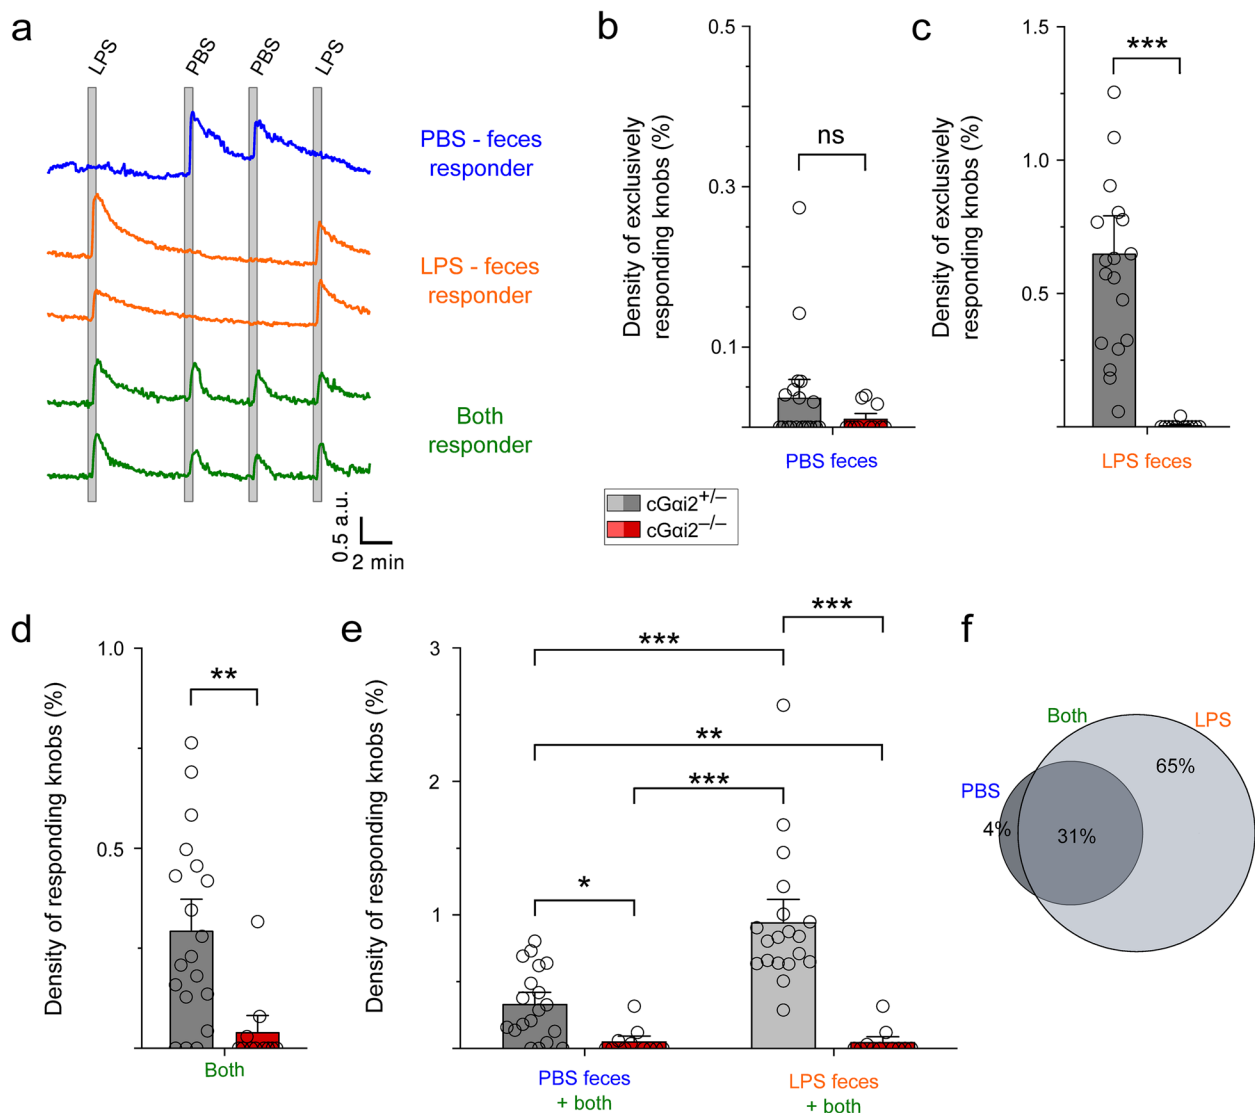 a
LPS
PBS
PBS
LPS
PBS - feces
responder
LPS - feces
responder
Both
responder
0.5 a.u.
2 min
b
Density of exclusively
responding knobs (%)
0.5
0.3
0.1
ns
PBS feces
c
Density of exclusively
responding knobs (%)
1.5
1.0
0.5
***
LPS feces
cGαi2+/–
cGαi2–/–
d
Density of responding knobs (%)
1.0
0.5
**
Both
e
Density of responding knobs (%)
3
2
1
***
***
**
***
*
PBS feces
+ both
LPS feces
+ both
f
Both
LPS
PBS
65%
4%
31%